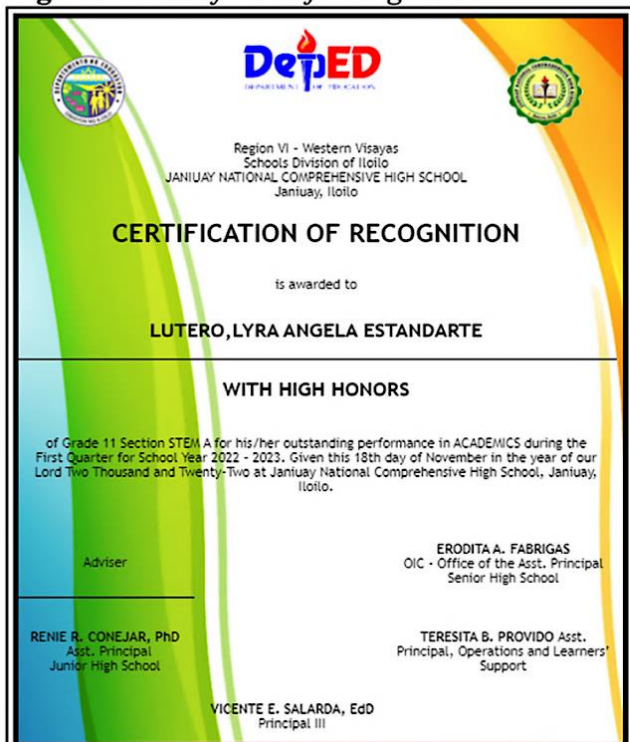 DepED
DEPARTMENT OF EDUCATION
Region VI - Western Visayas
Schools Division of Iloilo
JANIUAY NATIONAL COMPREHENSIVE HIGH SCHOOL
Janiuay, Iloilo
CERTIFICATION OF RECOGNITION
is awarded to
LUTERO,LYRA ANGELA ESTANDARTE
WITH HIGH HONORS
of Grade 11 Section STEM A for his/her outstanding performance in ACADEMICS during the
First Quarter for School Year 2022 - 2023. Given this 18th day of November in the year of our
Lord Two Thousand and Twenty-Two at Janiuay National Comprehensive High School, Janiuay,
Iloilo.
Adviser
ERODITA A. FABRIGAS
OIC - Office of the Asst. Principal
Senior High School
RENIE R. CONEJAR, PhD
Asst. Principal
Junior High School
TERESITA B. PROVIDO Asst.
Principal, Operations and Learners'
Support
VICENTE E. SALARDA, EdD
Principal III